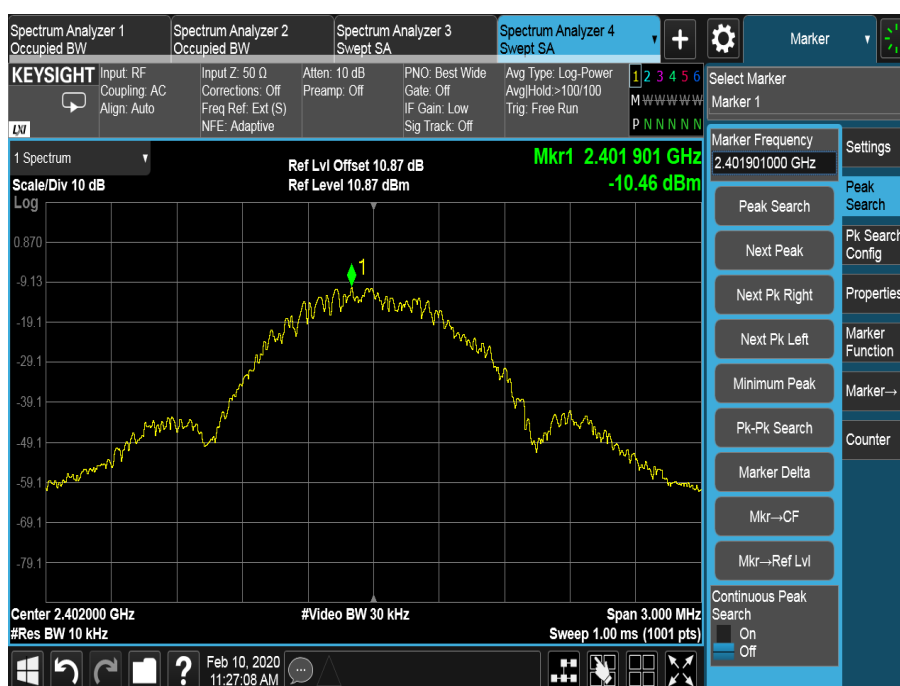 Spectrum Analyzer 1
Occupied BW
Spectrum Analyzer 2
Occupied BW
Spectrum Analyzer 3
Swept SA
Spectrum Analyzer 4
Swept SA
+
Marker
KEYSIGHT
LXI
Input: RF
Coupling: AC
Align: Auto
Input Z: 50 Ω
Corrections: Off
Freq Ref: Ext (S)
NFE: Adaptive
Atten: 10 dB
Preamp: Off
PNO: Best Wide
Gate: Off
IF Gain: Low
Sig Track: Off
Avg Type: Log-Power
Avg|Hold:>100/100
Trig: Free Run
1 2 3 4 5 6
M W W W W W
P N N N N N
Select Marker
Marker 1
1 Spectrum
Scale/Div 10 dB
Log
Ref Lvl Offset 10.87 dB
Ref Level 10.87 dBm
Mkr1 2.401 901 GHz
-10.46 dBm
1
0.870
-9.13
-19.1
-29.1
-39.1
-49.1
-59.1
-69.1
-79.1
Center 2.402000 GHz
#Res BW 10 kHz
#Video BW 30 kHz
Span 3.000 MHz
Sweep 1.00 ms (1001 pts)
Marker Frequency
2.401901000 GHz
Peak Search
Next Peak
Next Pk Right
Next Pk Left
Minimum Peak
Pk-Pk Search
Marker Delta
Mkr→CF
Mkr→Ref Lvl
Continuous Peak
Search
On
Off
Settings
Peak
Search
Pk Search
Config
Properties
Marker
Function
Marker→
Counter
?
Feb 10, 2020
11:27:08 AM